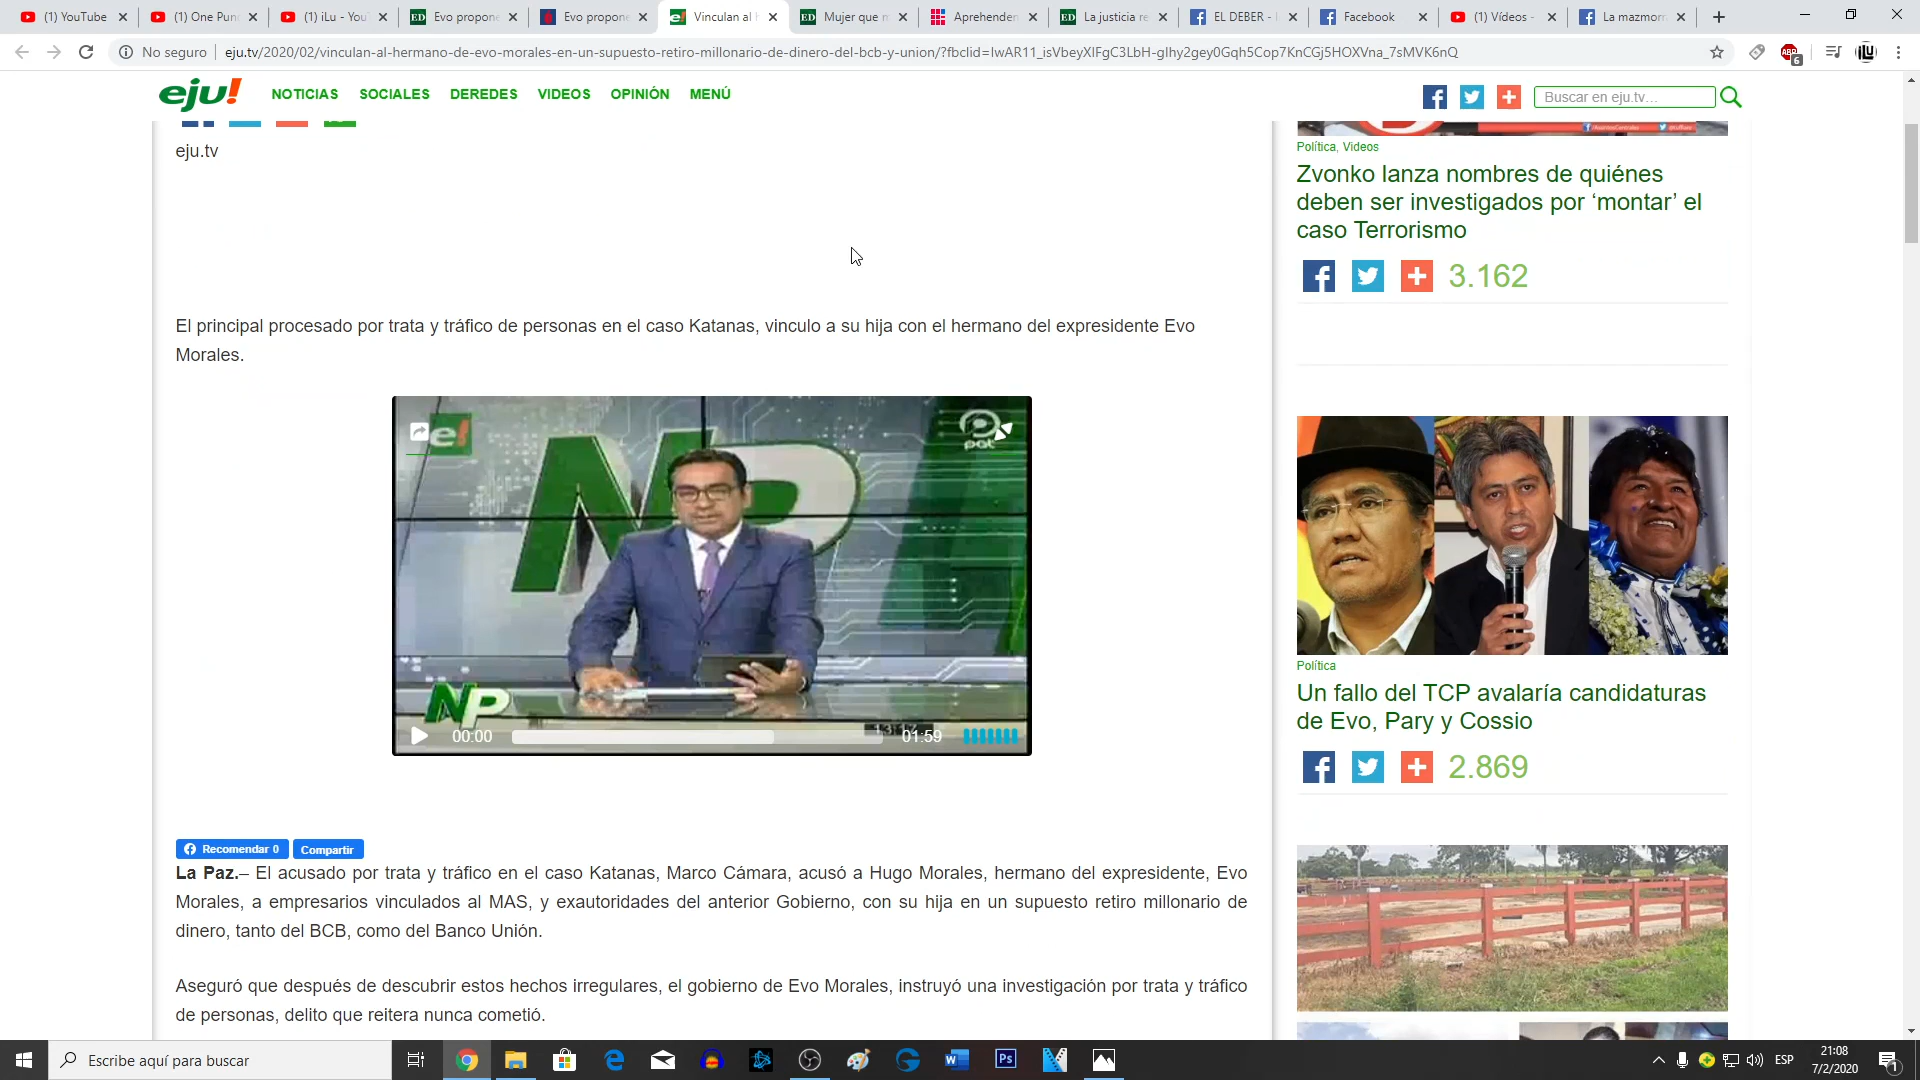 (1) YouTube
(1) One Pun
(1) iLu - You
Evo propone
Evo propone
Vinculan al h
Mujer que m
Aprehenden
La justicia re
EL DEBER -
Facebook
(1) Vídeos -
La mazmorr
No seguro
eju.tv/2020/02/vinculan-al-hermano-de-evo-morales-en-un-supuesto-retiro-millonario-de-dinero-del-bcb-y-union/?fbclid=IwAR11_isVbeyXIFgC3LbH-gIhy2gey0Gqh5Cop7KnCGj5HOXVna_7sMVK6nQ
eju!
NOTICIAS SOCIALES DEREDES VIDEOS OPINIÓN MENÚ
Buscar en eju.tv...
eju.tv
El principal procesado por trata y tráfico de personas en el caso Katanas, vinculo a su hija con el hermano del expresidente Evo
Morales.
e!
pat
NP
NP
00:00
01:59
Recomendar 0
Compartir
La Paz.– El acusado por trata y tráfico en el caso Katanas, Marco Cámara, acusó a Hugo Morales, hermano del expresidente, Evo
Morales, a empresarios vinculados al MAS, y exautoridades del anterior Gobierno, con su hija en un supuesto retiro millonario de
dinero, tanto del BCB, como del Banco Unión.
Aseguró que después de descubrir estos hechos irregulares, el gobierno de Evo Morales, instruyó una investigación por trata y tráfico
de personas, delito que reitera nunca cometió.
Política, Videos
Zvonko lanza nombres de quiénes
deben ser investigados por ‘montar’ el
caso Terrorismo
3.162
Política
Un fallo del TCP avalaría candidaturas
de Evo, Pary y Cossio
2.869
Escribe aquí para buscar
ESP
21:08
7/2/2020